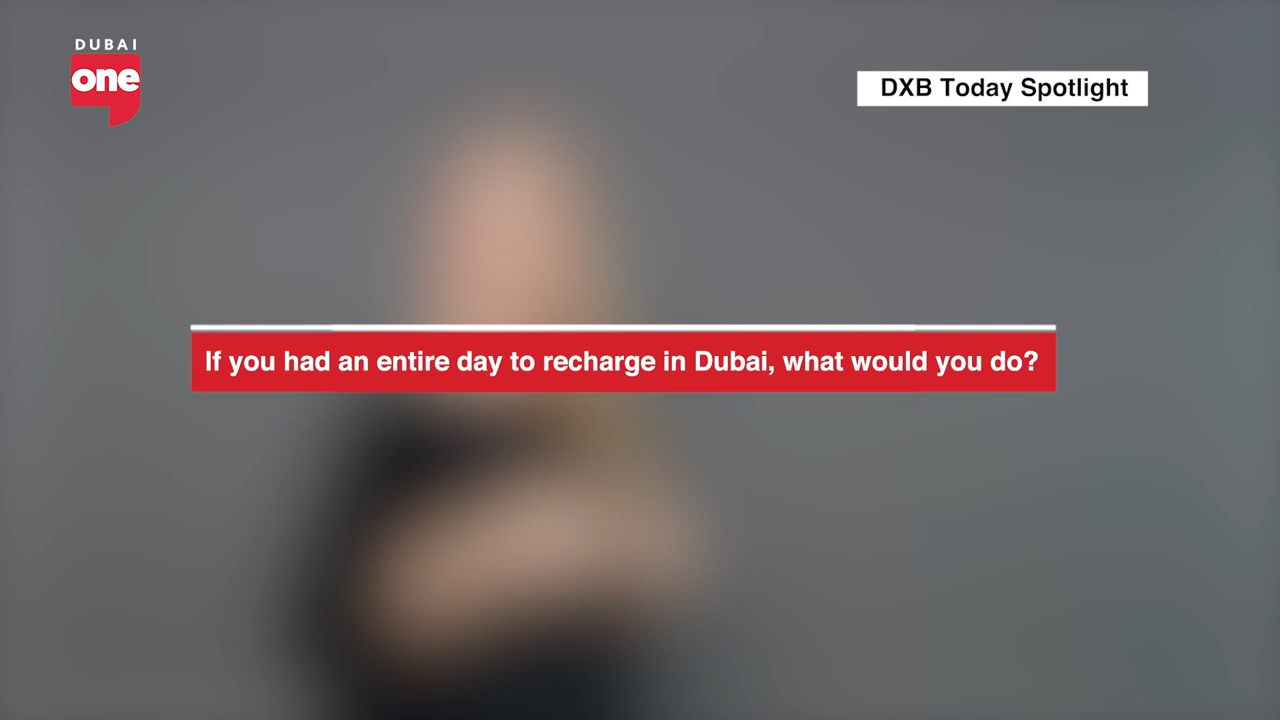 DUBAI
one
DXB Today Spotlight
If you had an entire day to recharge in Dubai, what would you do?